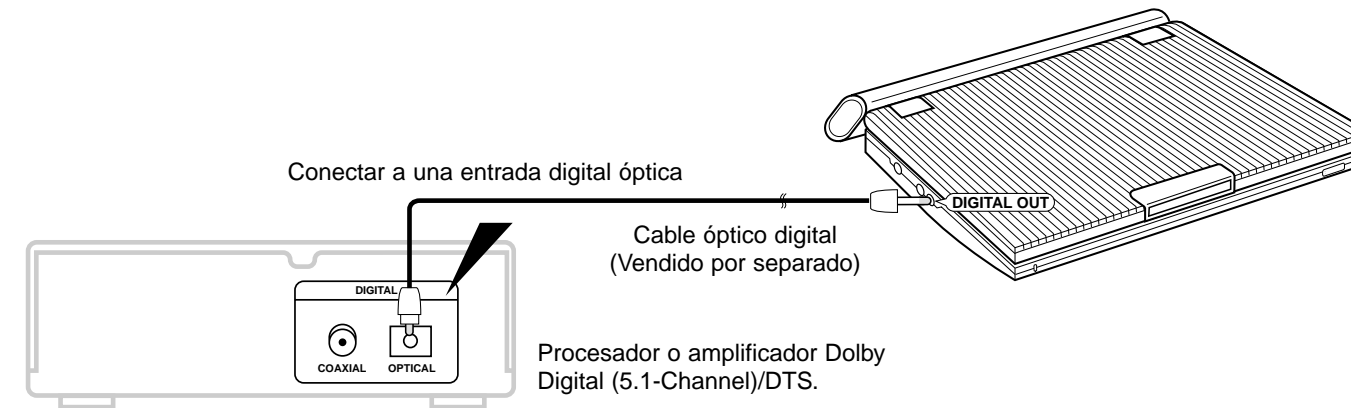 Conectar a una entrada digital óptica
DIGITAL OUT
Cable óptico digital
(Vendido por separado)
DIGITAL
COAXIAL
OPTICAL
Procesador o amplificador Dolby
Digital (5.1-Channel)/DTS.